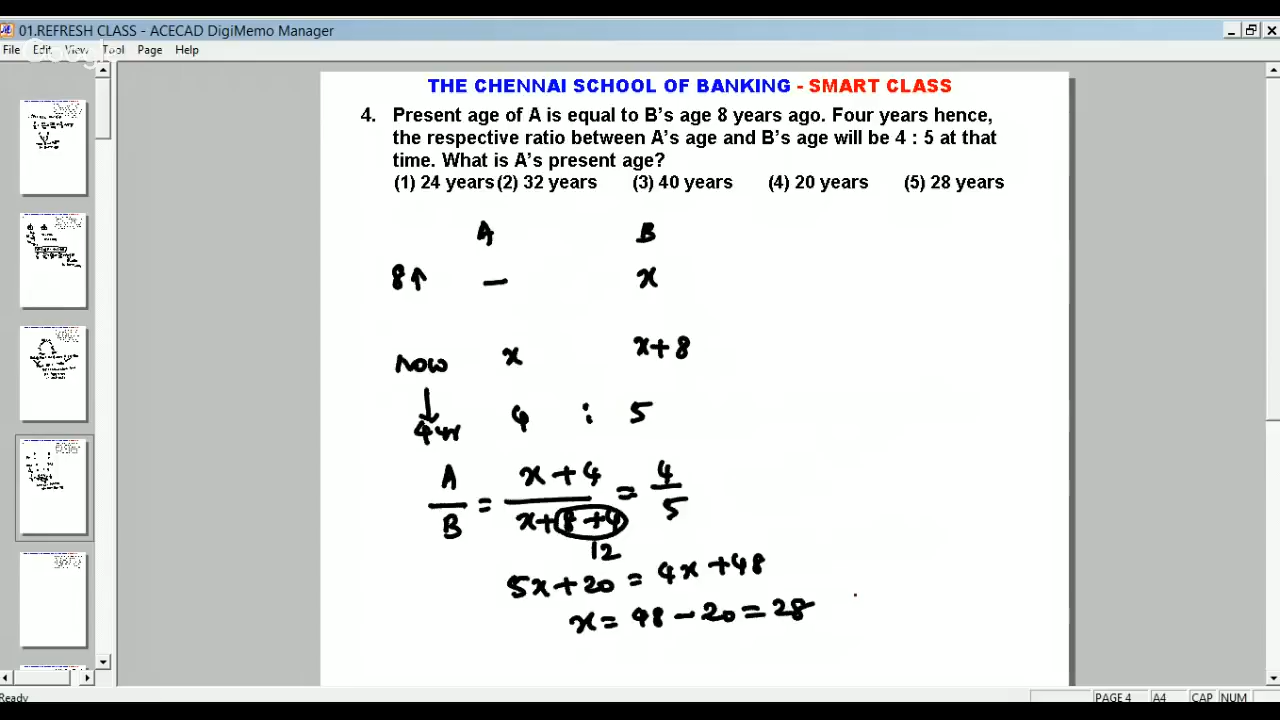 01.REFRESH CLASS - ACECAD DigiMemo Manager
File Edit View Tool Page Help
THE CHENNAI SCHOOL OF BANKING - SMART CLASS
4. Present age of A is equal to B's age 8 years ago. Four years hence,
the respective ratio between A's age and B's age will be 4 : 5 at that
time. What is A's present age?
(1) 24 years (2) 32 years (3) 40 years (4) 20 years (5) 28 years
A B
8↑ — x
now x x+8
↓
4yr 4 : 5
A/B = x+4/x+8+4 = 4/5
12
5x+20 = 4x+48
x = 48-20=28
Ready PAGE 4 A4 CAP NUM